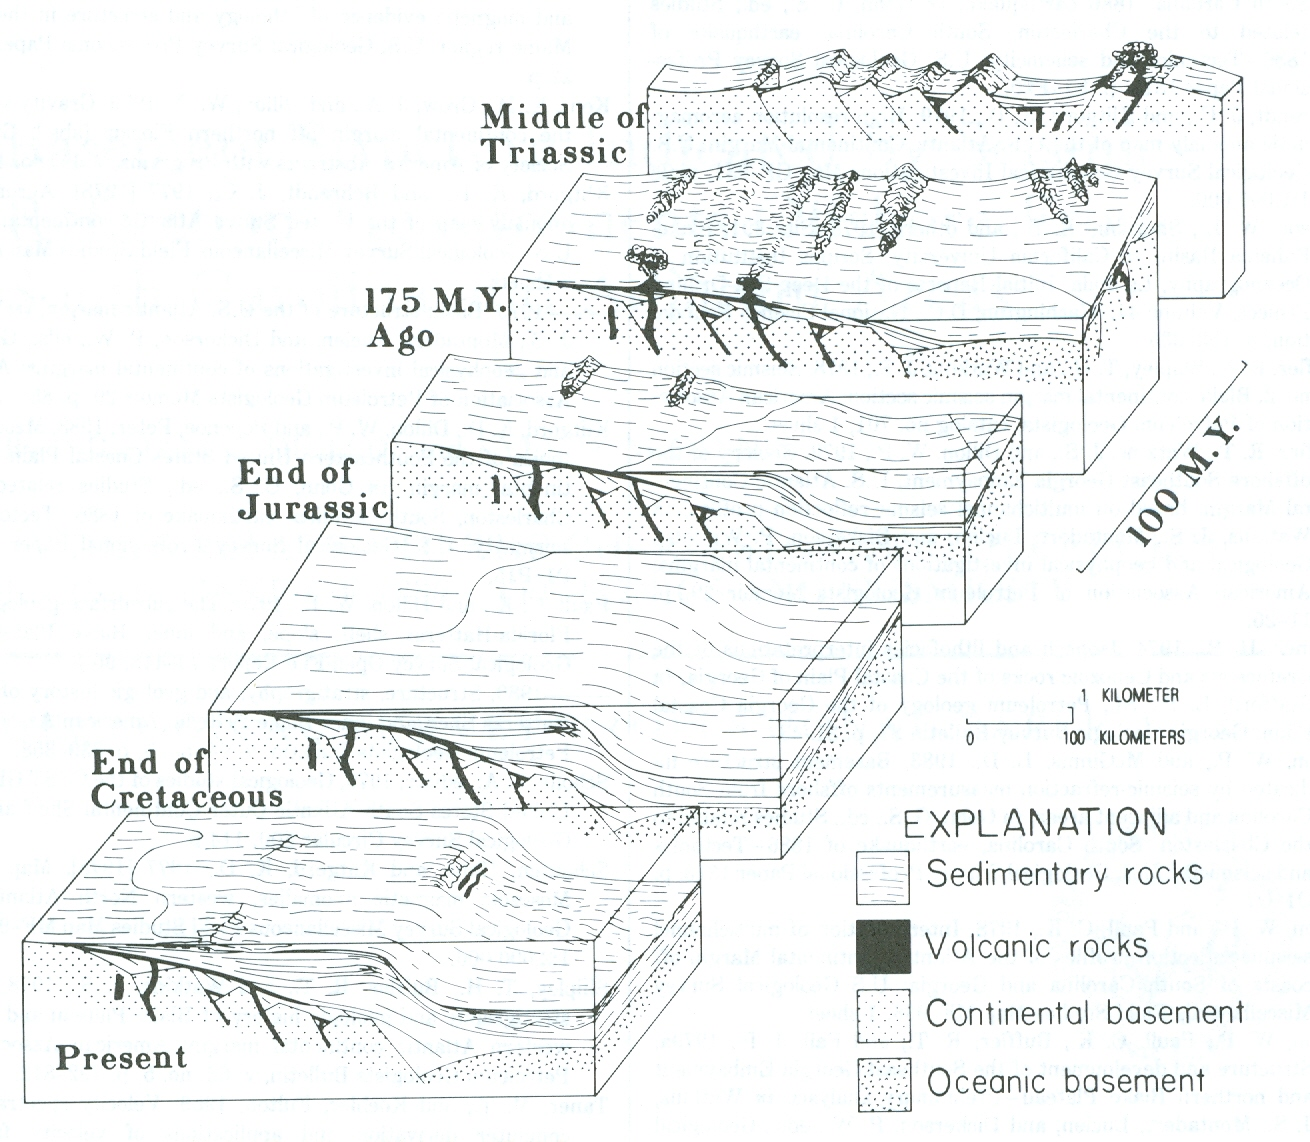 Middle of
Triassic
175 M.Y.
Ago
End of
Jurassic
100 M.Y.
1 KILOMETER
0 100 KILOMETERS
End of
Cretaceous
EXPLANATION
Sedimentary rocks
Volcanic rocks
Continental basement
Oceanic basement
Present